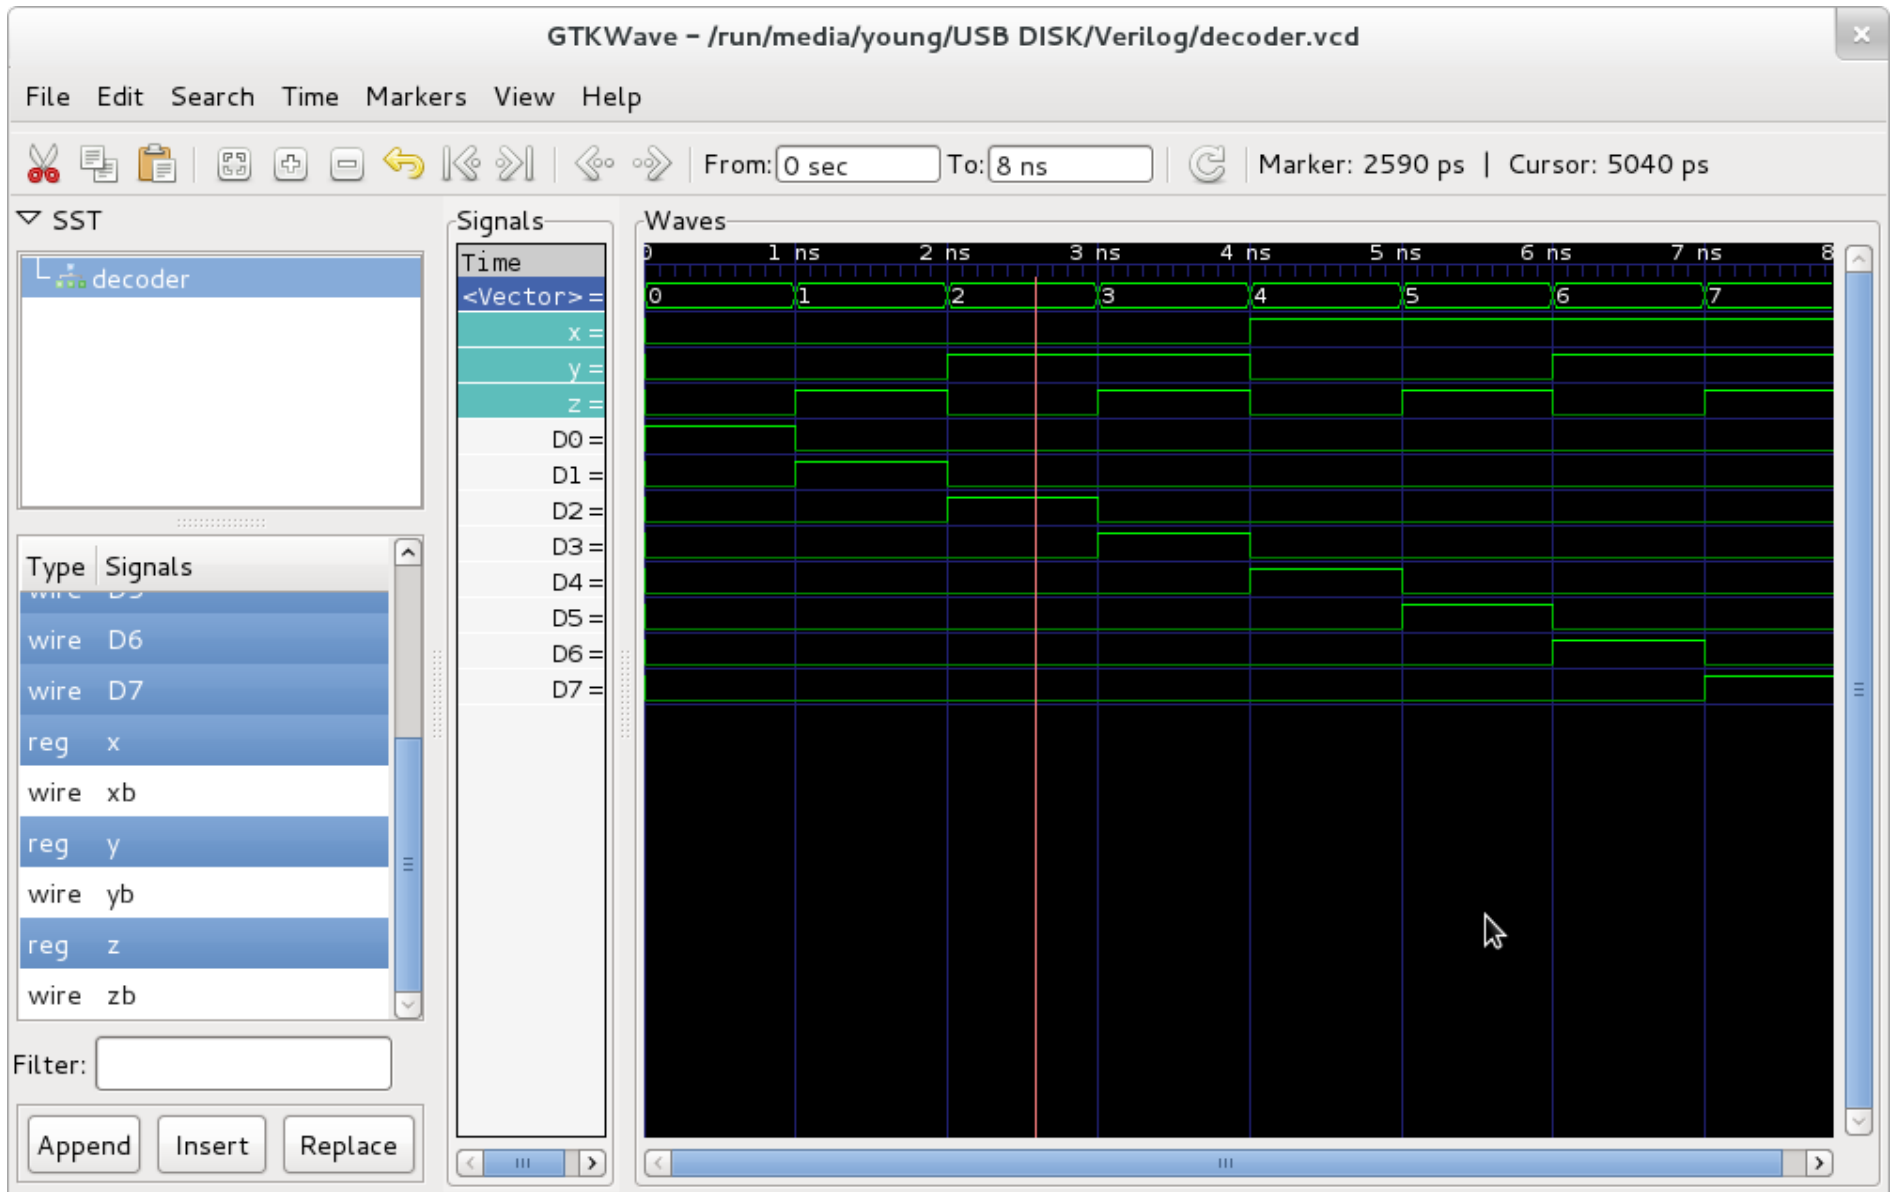 GTKWave – /run/media/young/USB DISK/Verilog/decoder.vcd
File Edit Search Time Markers View Help
From: 0 sec To: 8 ns Marker: 2590 ps | Cursor: 5040 ps
SST
decoder
Type Signals
wire D5
wire D6
wire D7
reg x
wire xb
reg y
wire yb
reg z
wire zb
Filter:
Append Insert Replace
Signals
Time
<Vector> =
x =
y =
z =
D0 =
D1 =
D2 =
D3 =
D4 =
D5 =
D6 =
D7 =
Waves
0 1 ns 2 ns 3 ns 4 ns 5 ns 6 ns 7 ns 8
0 1 2 3 4 5 6 7